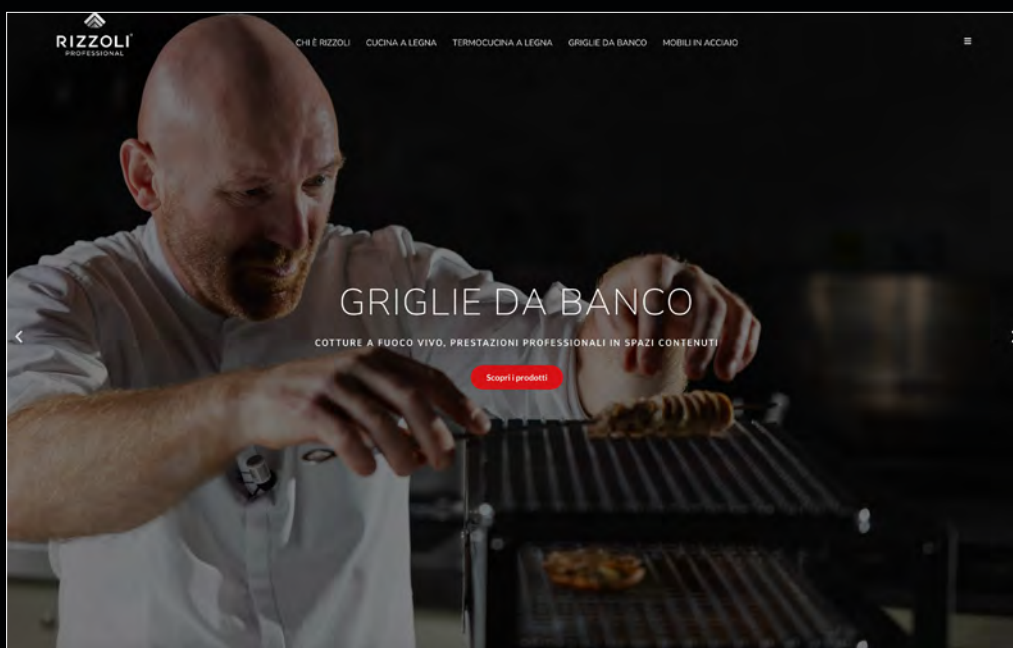 RIZZOLI®
PROFESSIONAL
CHI È RIZZOLI CUCINA A LEGNA TERMOCUCINA A LEGNA GRIGLIE DA BANCO MOBILI IN ACCIAIO
GRIGLIE DA BANCO
COTTURE A FUOCO VIVO, PRESTAZIONI PROFESSIONALI IN SPAZI CONTENUTI
Scopri i prodotti